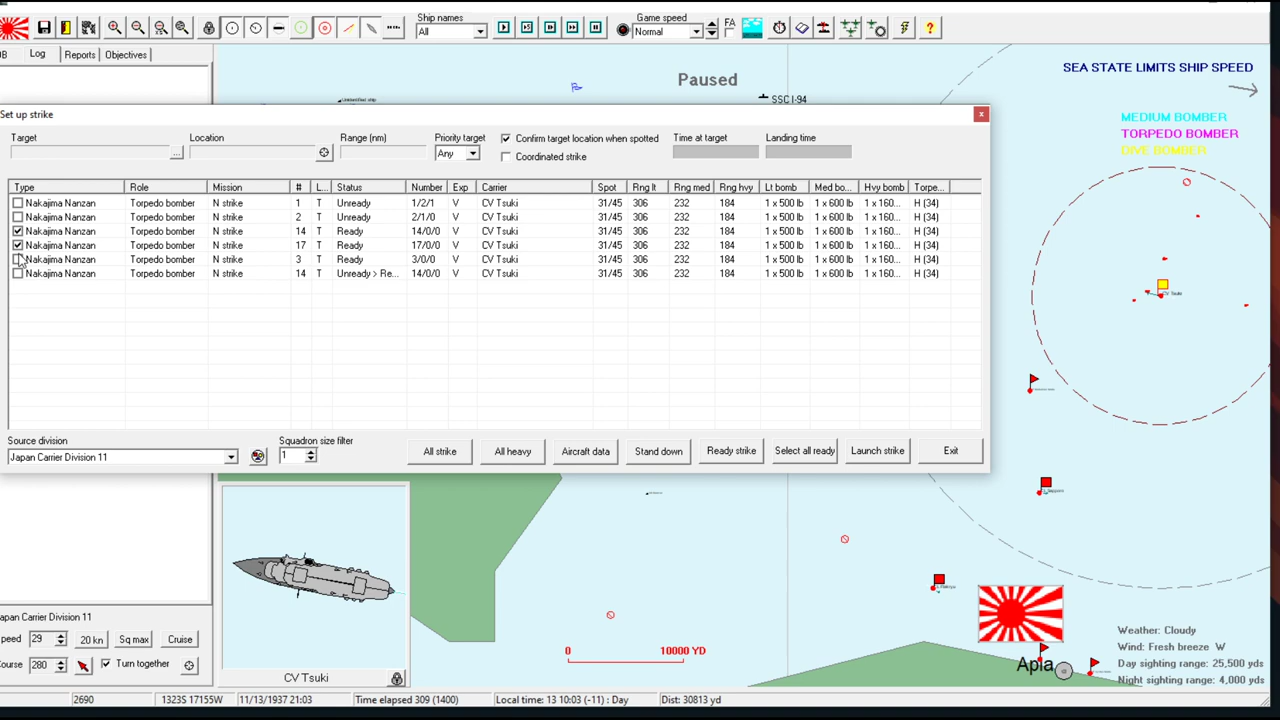 Ship names
All
Game speed
Normal
FA
OB
Log
Reports
Objectives
Paused
SSC I-94
Unidentified ship
SEA STATE LIMITS SHIP SPEED
MEDIUM BOMBER
TORPEDO BOMBER
DIVE BOMBER
Set up strike
x
Target
Location
Range (nm)
Priority target
Any
Confirm target location when spotted
Coordinated strike
Time at target
Landing time
...
Type Role Mission # L... Status Number Exp Carrier Spot Rng lt Rng med Rng hvy Lt bomb Med bo... Hvy bomb Torpe...
Nakajima Nanzan Torpedo bomber N strike 1 T Unready 1/2/1 V CV Tsuki 31/45 306 232 184 1 x 500 lb 1 x 600 lb 1 x 160... H (34)
Nakajima Nanzan Torpedo bomber N strike 2 T Unready 2/1/0 V CV Tsuki 31/45 306 232 184 1 x 500 lb 1 x 600 lb 1 x 160... H (34)
Nakajima Nanzan Torpedo bomber N strike 14 T Ready 14/0/0 V CV Tsuki 31/45 306 232 184 1 x 500 lb 1 x 600 lb 1 x 160... H (34)
Nakajima Nanzan Torpedo bomber N strike 17 T Ready 17/0/0 V CV Tsuki 31/45 306 232 184 1 x 500 lb 1 x 600 lb 1 x 160... H (34)
Nakajima Nanzan Torpedo bomber N strike 3 T Ready 3/0/0 V CV Tsuki 31/45 306 232 184 1 x 500 lb 1 x 600 lb 1 x 160... H (34)
Nakajima Nanzan Torpedo bomber N strike 14 T Unready > Re... 14/0/0 V CV Tsuki 31/45 306 232 184 1 x 500 lb 1 x 600 lb 1 x 160... H (34)
Source division
Japan Carrier Division 11
Squadron size filter
1
All strike
All heavy
Aircraft data
Stand down
Ready strike
Select all ready
Launch strike
Exit
CV Tsuki
CV Tsuki
Japan Carrier Division 11
peed 29 20 kn Sq max Cruise
Course 280 Turn together
0 10000 YD
Apia
Weather: Cloudy
Wind: Fresh breeze W
Day sighting range: 25,500 yds
Night sighting range: 4,000 yds
2690 1323S 17155W 11/13/1937 21:03 Time elapsed 309 (1400) Local time: 13 10:03 (-11) : Day Dist: 30813 yd